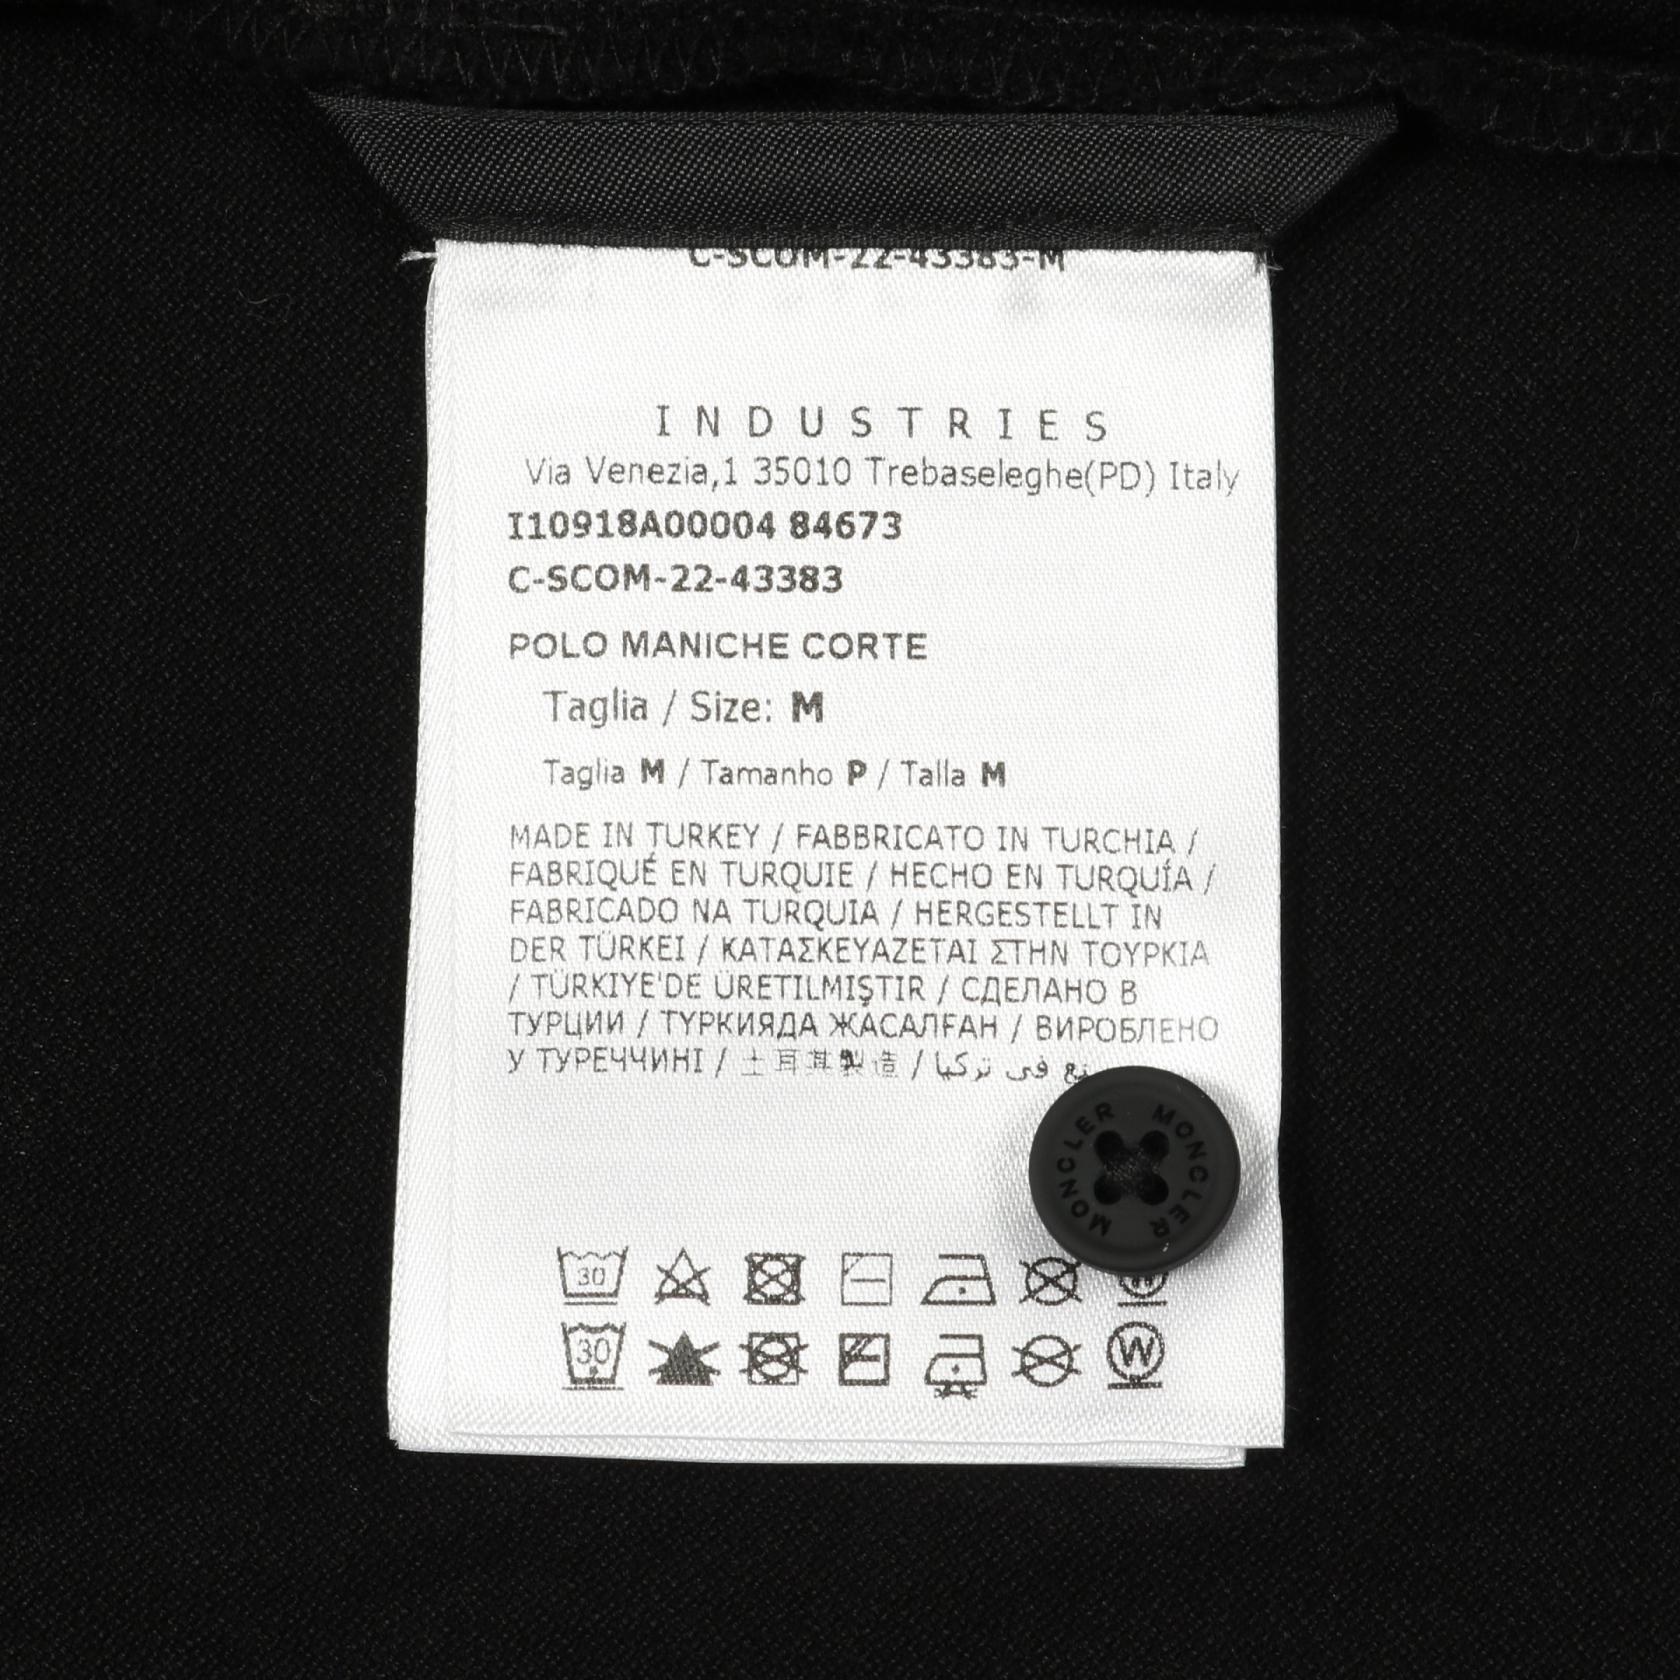 C-SCOM-22-43383-M
INDUSTRIES
Via Venezia,1 35010 Trebaseleghe(PD) Italy
I10918A00004 84673
C-SCOM-22-43383
POLO MANICHE CORTE
Taglia / Size: M
Taglia M / Tamanho P / Talla M
MADE IN TURKEY / FABBRICATO IN TURCHIA /
FABRIQUÉ EN TURQUIE / HECHO EN TURQUÍA /
FABRICADO NA TURQUIA / HERGESTELLT IN
DER TÜRKEI / ΚΑΤΑΣΚΕΥΑΖΕΤΑΙ ΣΤΗΝ ΤΟΥΡΚΙΑ
/ TÜRKIYE'DE ÜRETILMIŞTIR / СДЕЛАНО В
ТУРЦИИ / ТҮРКИЯДА ЖАСАЛҒАН / ВИРОБЛЕНО
У ТУРЕЧЧИНІ / 土耳其製造 / في تركيا
MONCLER MONCLER
30
30 W